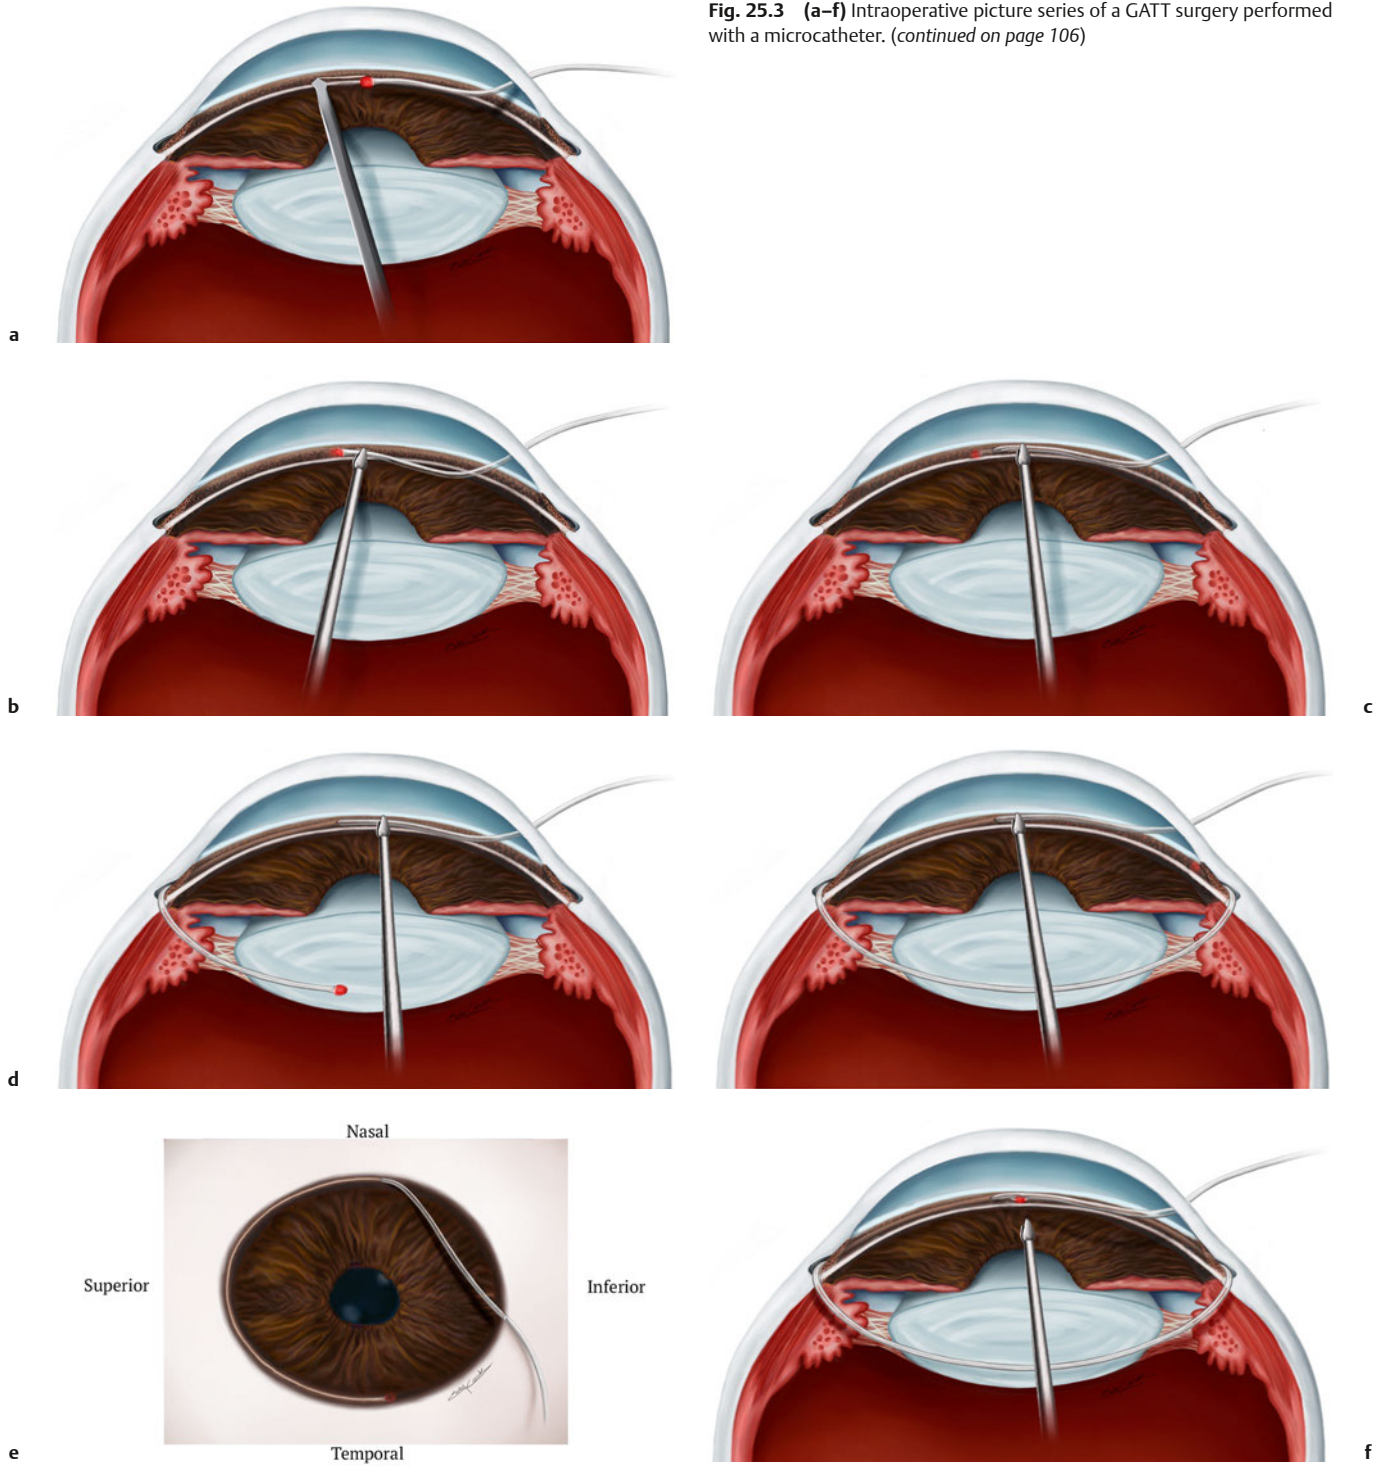 Fig. 25.3 (a–f) Intraoperative picture series of a GATT surgery performed
with a microcatheter. (continued on page 106)
a
b
c
d
Nasal
Superior
Inferior
e
Temporal
f